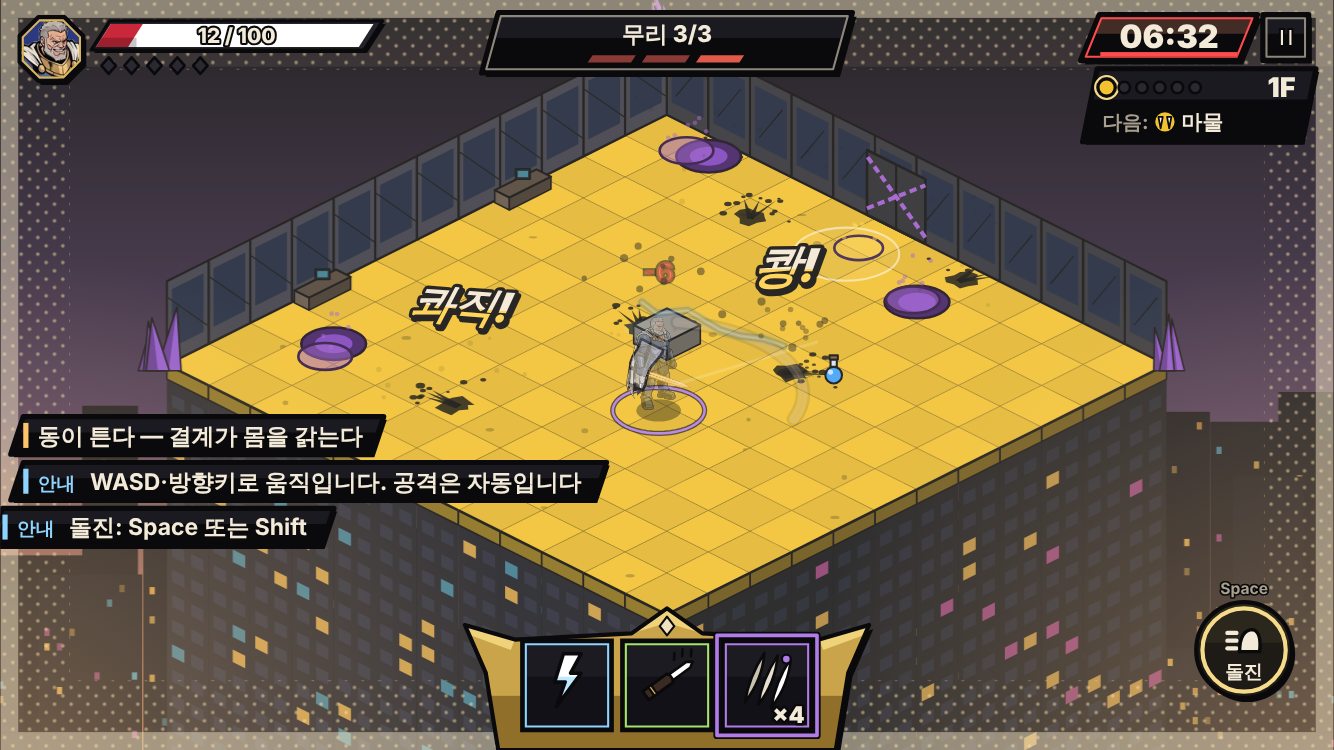 12 / 100
무리 3/3
06:32
1F
다음: 마물
쾅!
콰직!
동이 튼다 — 결계가 몸을 갉는다
안내 WASD·방향키로 움직입니다. 공격은 자동입니다
안내 돌진: Space 또는 Shift
Space
돌진
×4